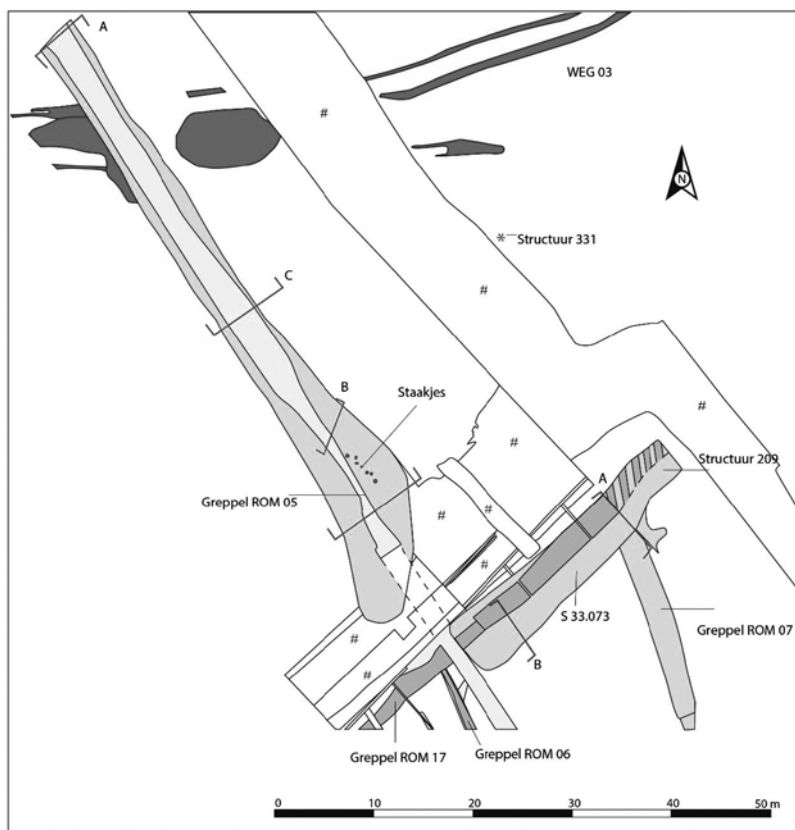 A
WEG 03
#
N
* Structuur 331
C
#
B
Staakjes
#
#
Structuur 209
A
Greppel ROM 05
#
#
#
S 33.073
Greppel ROM 07
#
B
#
Greppel ROM 17
Greppel ROM 06
0 10 20 30 40 50 m